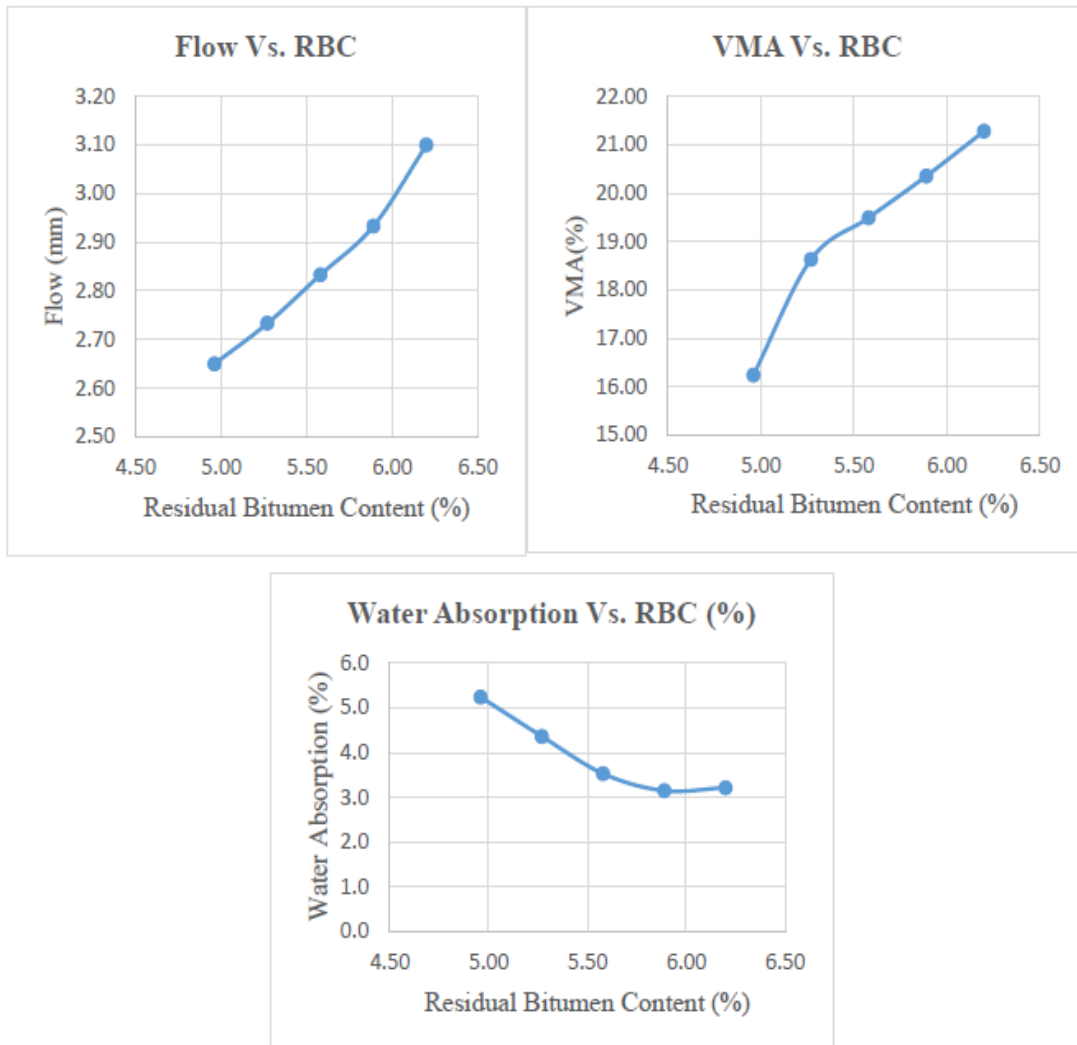 Flow Vs. RBC
3.20
3.10
3.00
2.90
2.80
2.70
2.60
2.50
Flow (mm)
4.50 5.00 5.50 6.00 6.50
Residual Bitumen Content (%)
VMA Vs. RBC
22.00
21.00
20.00
19.00
18.00
17.00
16.00
15.00
VMA(%)
4.50 5.00 5.50 6.00 6.50
Residual Bitumen Content (%)
Water Absorption Vs. RBC (%)
6.0
5.0
4.0
3.0
2.0
1.0
0.0
Water Absorption (%)
4.50 5.00 5.50 6.00 6.50
Residual Bitumen Content (%)